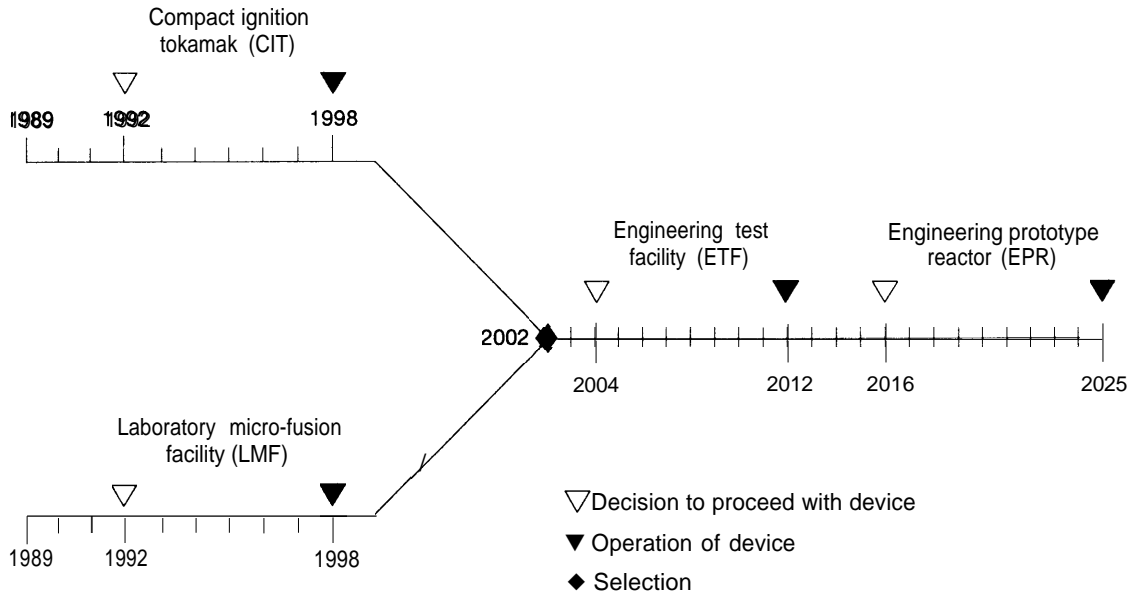 Compact ignition
tokamak (CIT)
1989 1992 1998
Engineering test
facility (ETF)
Engineering prototype
reactor (EPR)
2002
2004 2012 2016 2025
Laboratory micro-fusion
facility (LMF)
1989 1992 1998
Decision to proceed with device
Operation of device
Selection